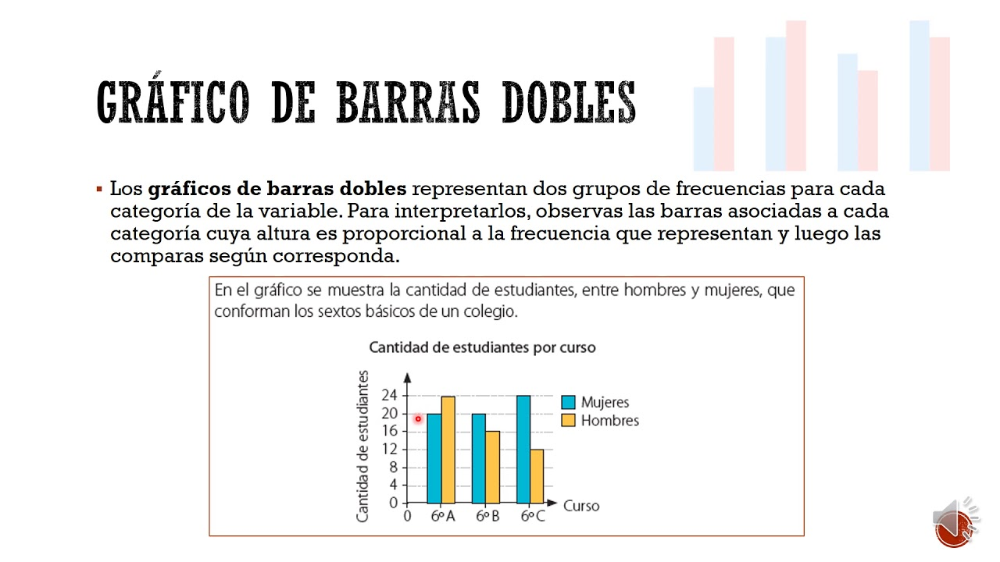 GRÁFICO DE BARRAS DOBLES
▪ Los gráficos de barras dobles representan dos grupos de frecuencias para cada
categoría de la variable. Para interpretarlos, observas las barras asociadas a cada
categoría cuya altura es proporcional a la frecuencia que representan y luego las
comparas según corresponda.
En el gráfico se muestra la cantidad de estudiantes, entre hombres y mujeres, que
conforman los sextos básicos de un colegio.
Cantidad de estudiantes por curso
Cantidad de estudiantes
24
20
16
12
8
4
0
0 6º A 6º B 6º C
Curso
Mujeres
Hombres